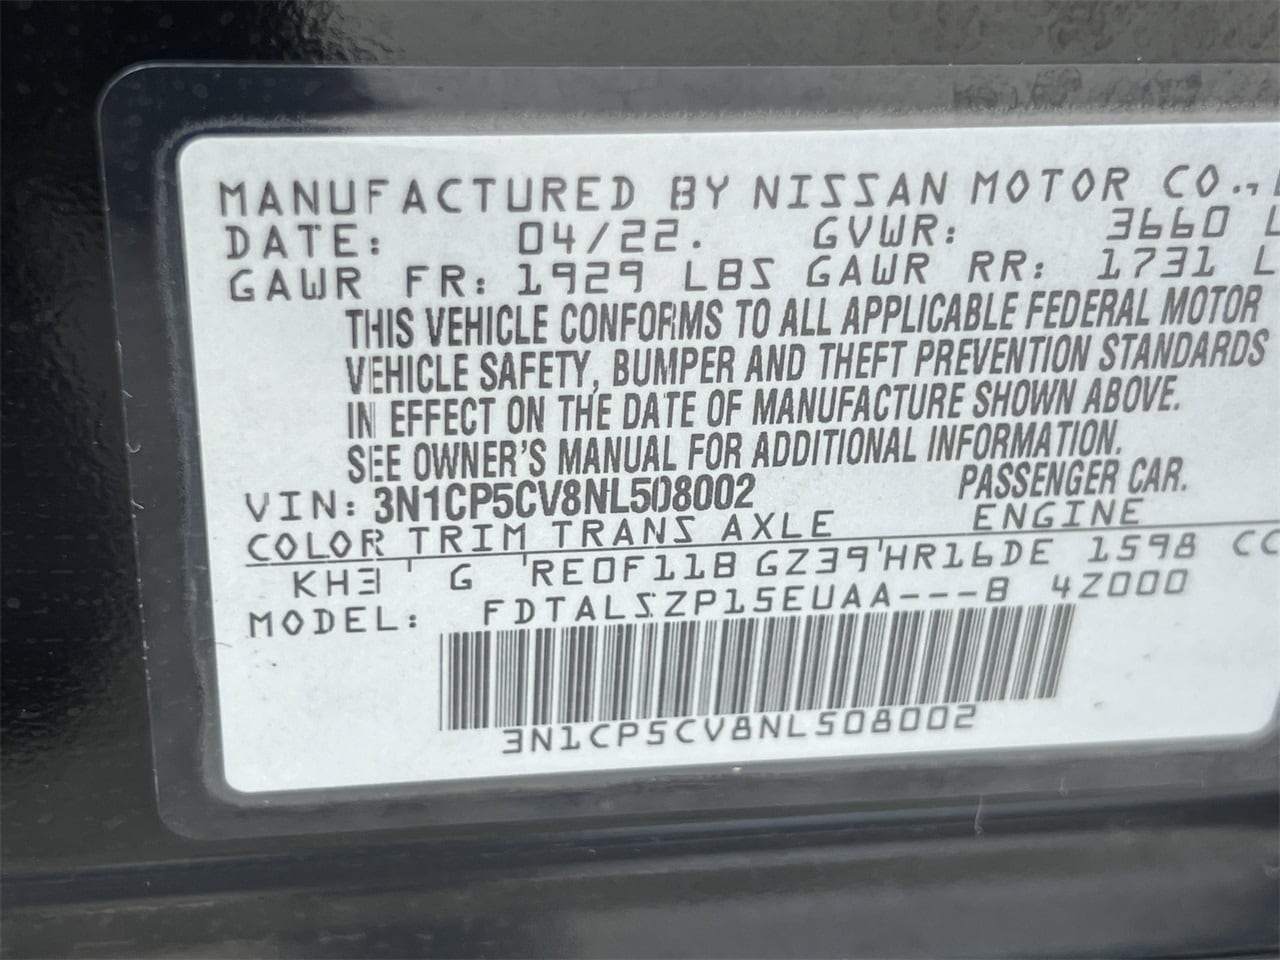 MANUFACTURED BY NISSAN MOTOR CO.,
DATE: 04/22. GVWR: 3660 L
GAWR FR: 1929 LBS GAWR RR: 1731 L
THIS VEHICLE CONFORMS TO ALL APPLICABLE FEDERAL MOTOR
VEHICLE SAFETY, BUMPER AND THEFT PREVENTION STANDARDS
IN EFFECT ON THE DATE OF MANUFACTURE SHOWN ABOVE.
SEE OWNER'S MANUAL FOR ADDITIONAL INFORMATION.
VIN: 3N1CP5CV8NL508002 PASSENGER CAR.
COLOR TRIM TRANS AXLE ENGINE
KH3 ' G 'RE0F11B GZ39'HR16DE 1598 CC
MODEL: FDTALSZP15EUAA---B 4Z000
3N1CP5CV8NL508002